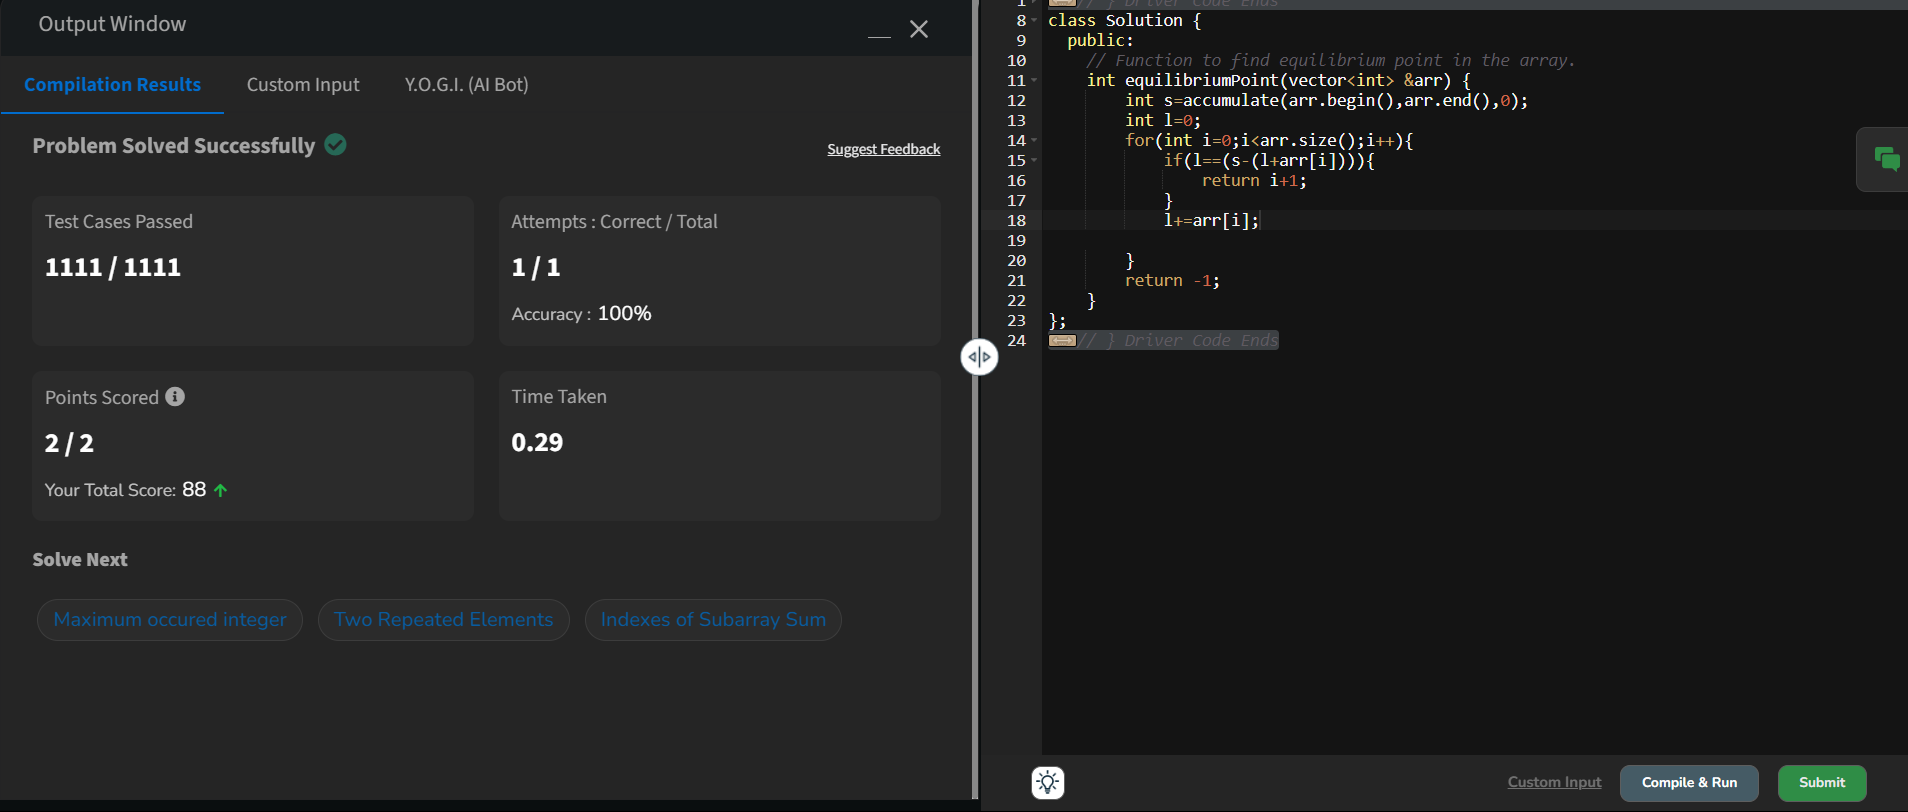 Output Window
Compilation Results Custom Input Y.O.G.I. (AI Bot)
Problem Solved Successfully
Suggest Feedback
Test Cases Passed
1111 / 1111
Attempts : Correct / Total
1 / 1
Accuracy : 100%
Points Scored
2 / 2
Your Total Score: 88
Time Taken
0.29
Solve Next
Maximum occured integer Two Repeated Elements Indexes of Subarray Sum
1 // } Driver Code Ends
8 class Solution {
9 public:
10 // Function to find equilibrium point in the array.
11 int equilibriumPoint(vector<int> &arr) {
12 int s=accumulate(arr.begin(),arr.end(),0);
13 int l=0;
14 for(int i=0;i<arr.size();i++){
15 if(l==(s-(l+arr[i]))){
16 return i+1;
17 }
18 l+=arr[i];
19
20 }
21 return -1;
22 }
23 };
24 // } Driver Code Ends
Custom Input Compile & Run Submit